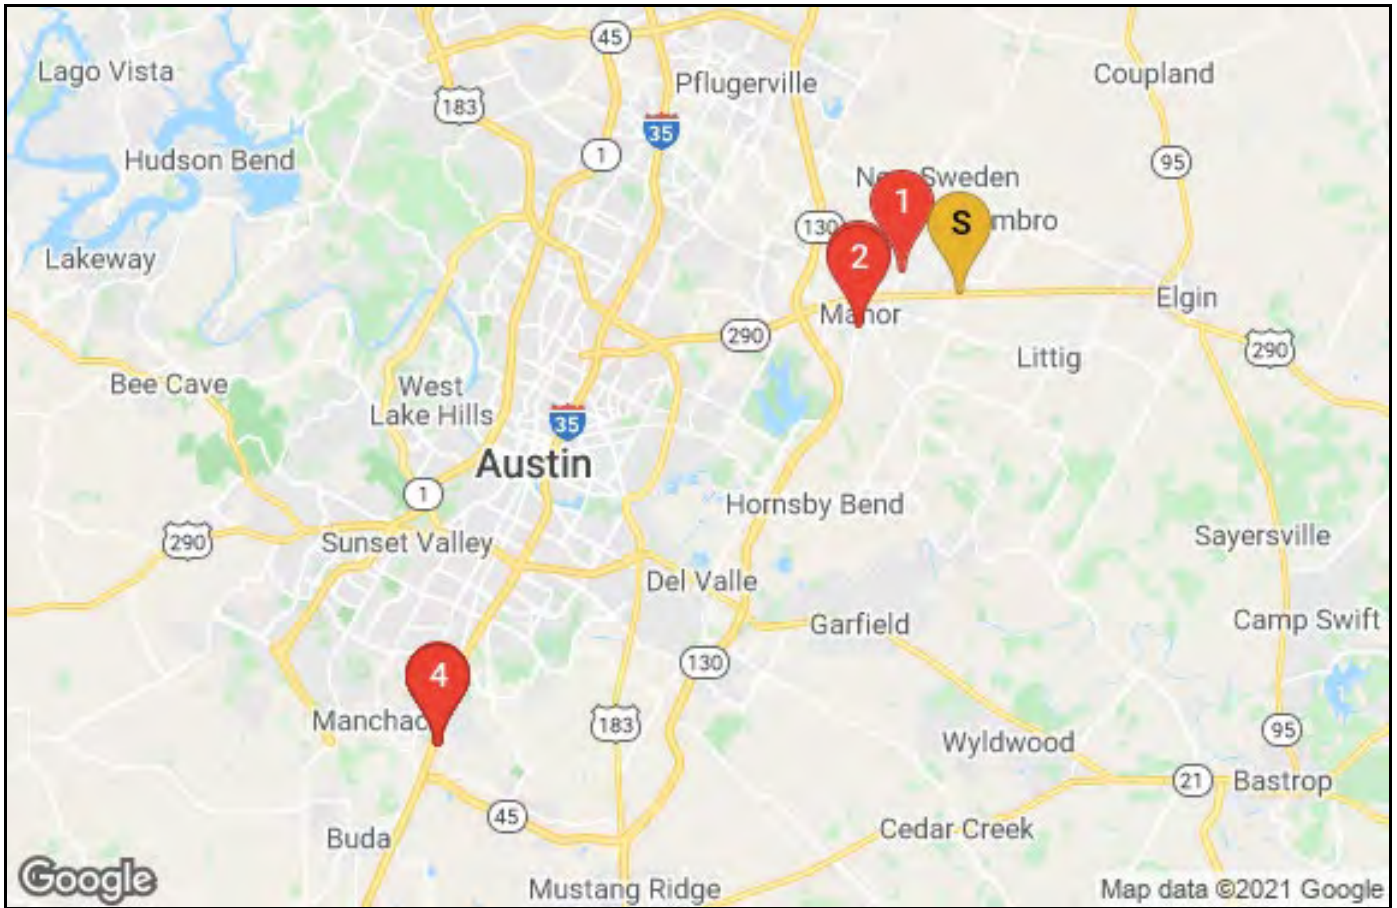 45
Lago Vista
Pflugerville
Coupland
183
35
1
Hudson Bend
95
New Sweden
1
S
mbro
130
2
Lakeway
Elgin
Manor
290
290
Littig
Bee Cave
West
Lake Hills
35
Austin
1
Hornsby Bend
290
Sunset Valley
Sayersville
Del Valle
Garfield
Camp Swift
130
4
Manchac
183
95
Wyldwood
21
Bastrop
45
Buda
Cedar Creek
Google
Mustang Ridge
Map data ©2021 Google